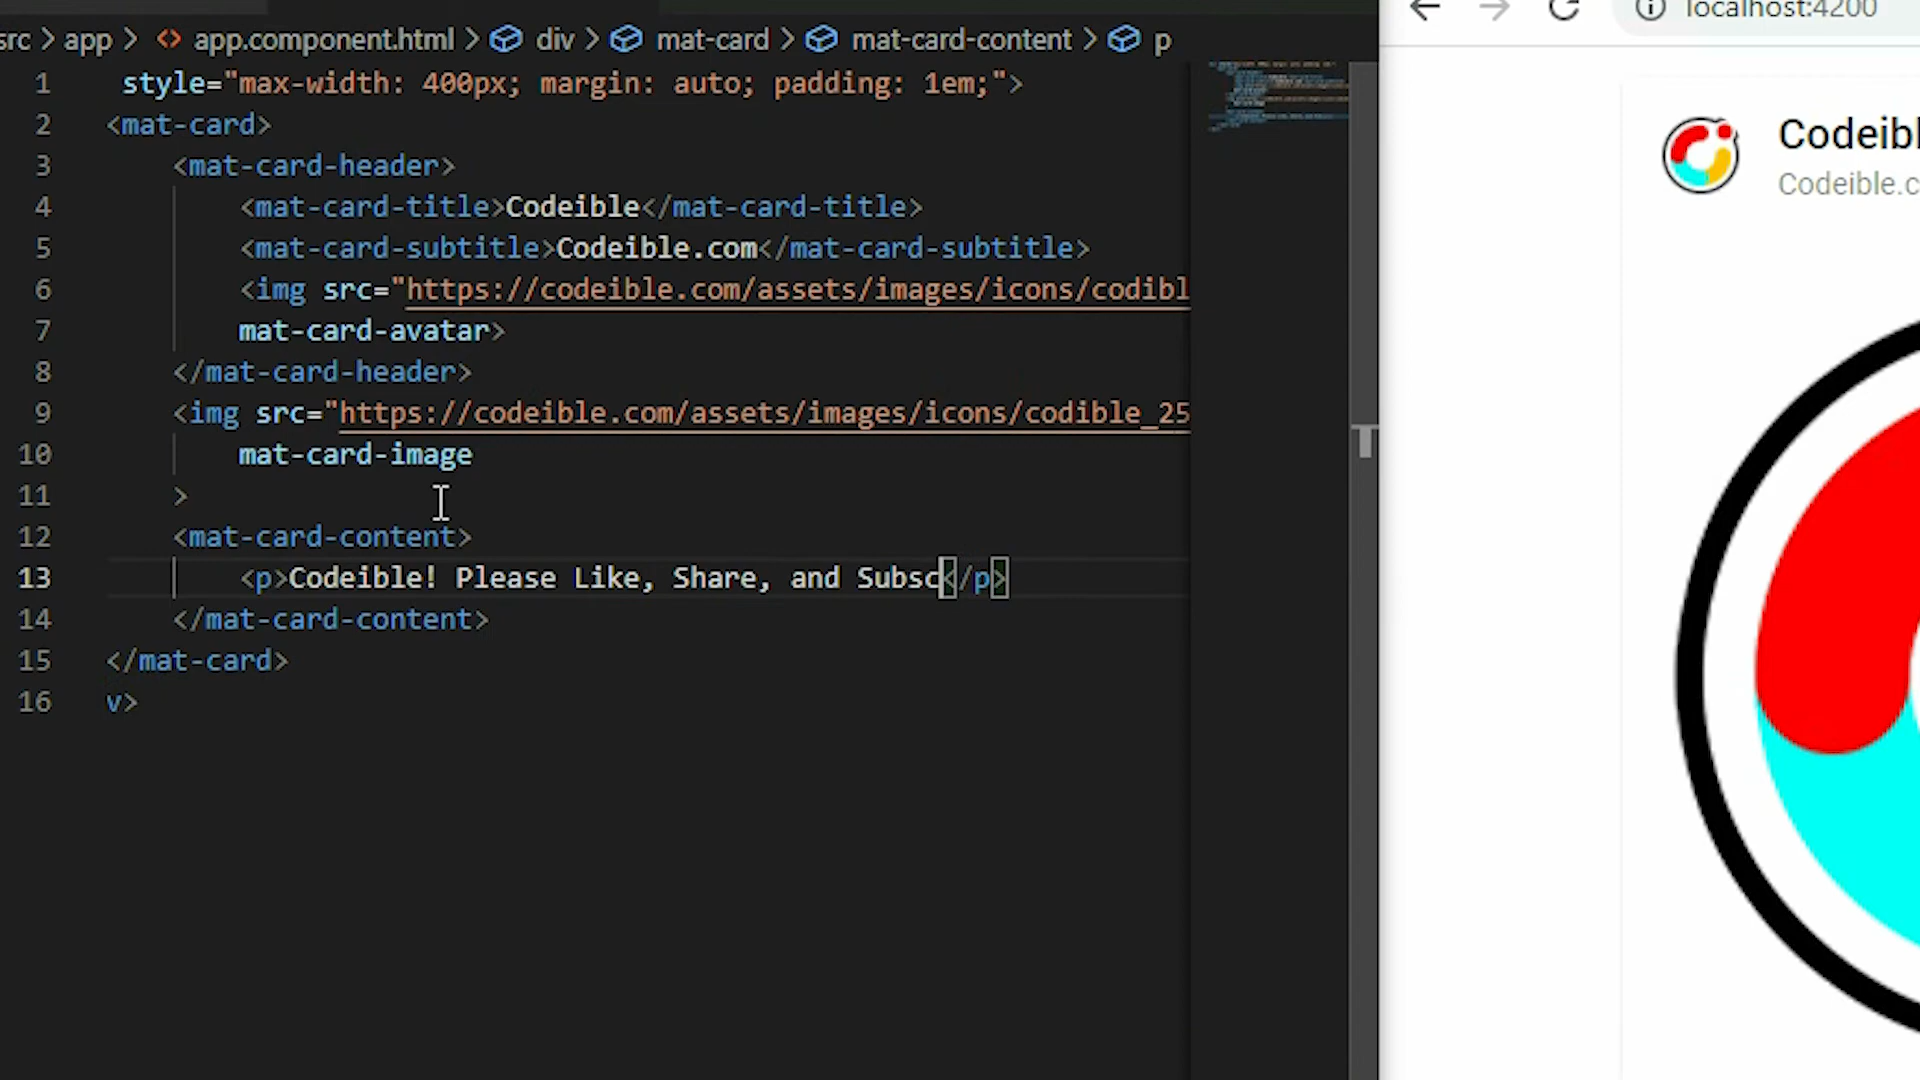 src > app > <> app.component.html > div > mat-card > mat-card-content > p
1 style="max-width: 400px; margin: auto; padding: 1em;">
2 <mat-card>
3 <mat-card-header>
4 <mat-card-title>Codeible</mat-card-title>
5 <mat-card-subtitle>Codeible.com</mat-card-subtitle>
6 <img src="https://codeible.com/assets/images/icons/codibl
7 mat-card-avatar>
8 </mat-card-header>
9 <img src="https://codeible.com/assets/images/icons/codible_25
10 mat-card-image
11 >
12 <mat-card-content>
13 <p>Codeible! Please Like, Share, and Subsc</p>
14 </mat-card-content>
15 </mat-card>
16 v>
localhost:4200
Codeibl
Codeible.c